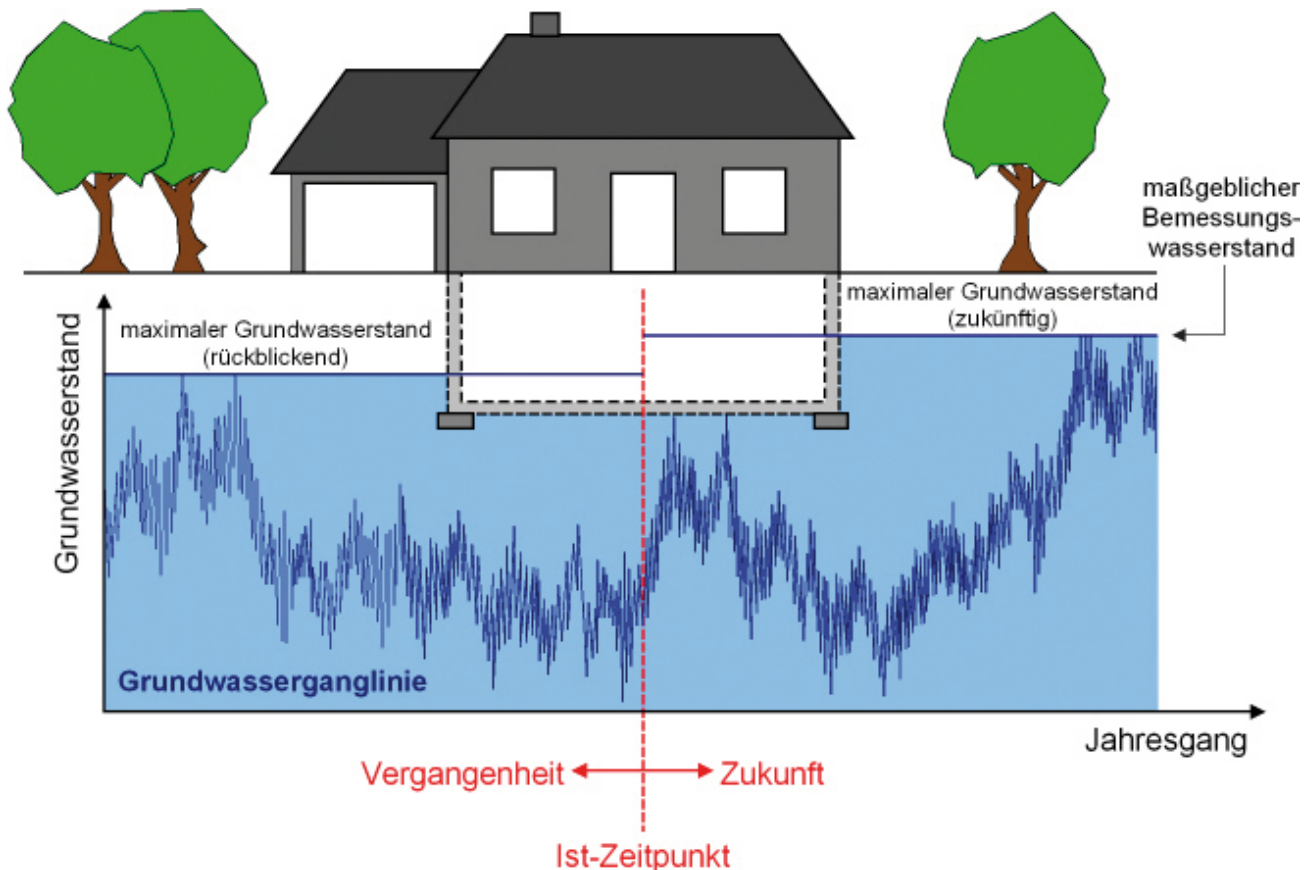 maßgeblicher
Bemessungs-
wasserstand
maximaler Grundwasserstand
(zukünftig)
maximaler Grundwasserstand
(rückblickend)
Grundwasserstand
Grundwasserganglinie
Jahresgang
Vergangenheit
Zukunft
Ist-Zeitpunkt